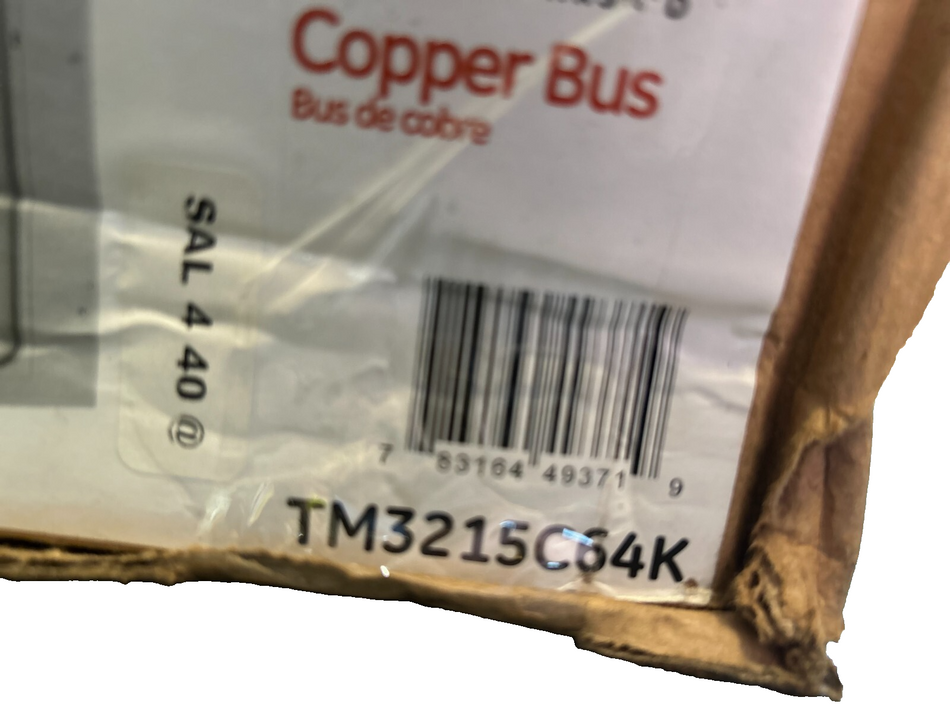 Copper Bus
Bus de cobre
SAL 4 40 @
7 83164 49371 9
TM3215C64K